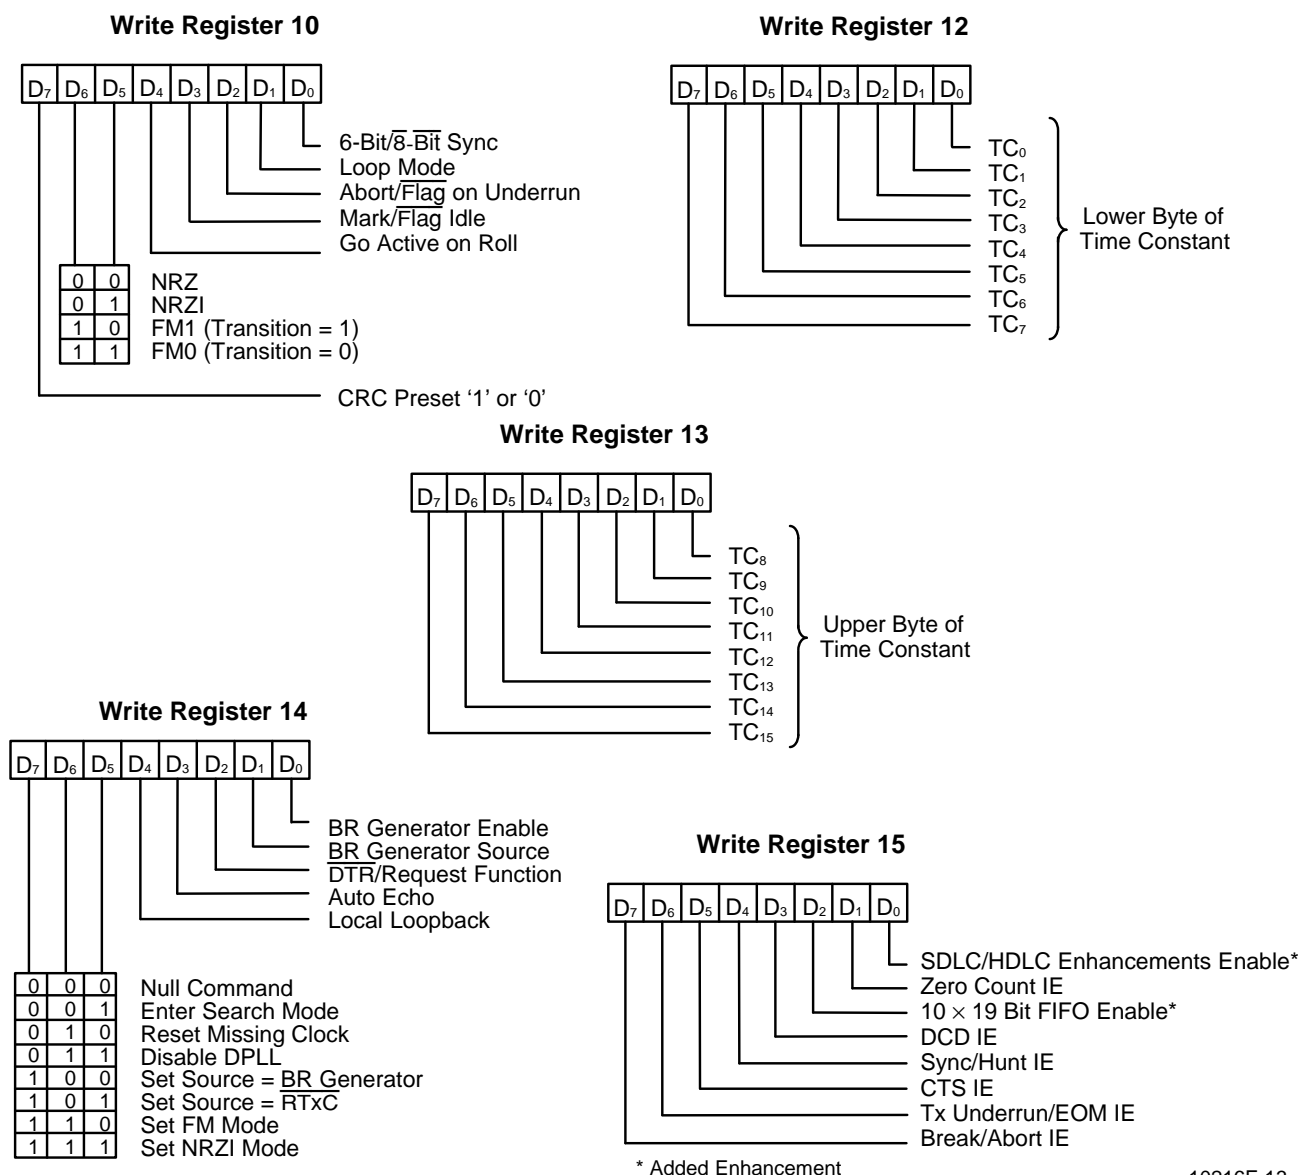 Write Register 10
D7 D6 D5 D4 D3 D2 D1 D0
6-Bit/8-Bit Sync
Loop Mode
Abort/Flag on Underrun
Mark/Flag Idle
Go Active on Roll
0 0 NRZ
0 1 NRZI
1 0 FM1 (Transition = 1)
1 1 FM0 (Transition = 0)
CRC Preset ‘1’ or ‘0’
Write Register 12
D7 D6 D5 D4 D3 D2 D1 D0
TC0
TC1
TC2
TC3
TC4
TC5
TC6
TC7
Lower Byte of
Time Constant
Write Register 13
D7 D6 D5 D4 D3 D2 D1 D0
TC8
TC9
TC10
TC11
TC12
TC13
TC14
TC15
Upper Byte of
Time Constant
Write Register 14
D7 D6 D5 D4 D3 D2 D1 D0
BR Generator Enable
BR Generator Source
DTR/Request Function
Auto Echo
Local Loopback
0 0 0 Null Command
0 0 1 Enter Search Mode
0 1 0 Reset Missing Clock
0 1 1 Disable DPLL
1 0 0 Set Source = BR Generator
1 0 1 Set Source = RTxC
1 1 0 Set FM Mode
1 1 1 Set NRZI Mode
Write Register 15
D7 D6 D5 D4 D3 D2 D1 D0
SDLC/HDLC Enhancements Enable*
Zero Count IE
10 × 19 Bit FIFO Enable*
DCD IE
Sync/Hunt IE
CTS IE
Tx Underrun/EOM IE
Break/Abort IE
* Added Enhancement